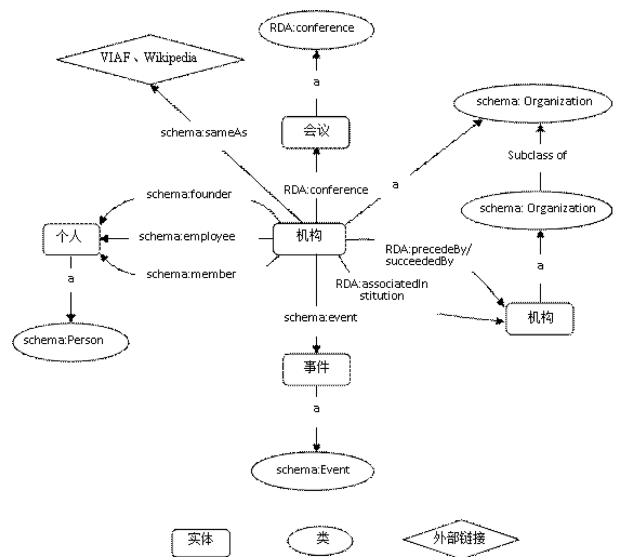 RDA:conference
VIAF、Wikipedia
a
schema: Organization
schema:sameAs
会议
Subclass of
RDA:conference
a
schema:founder
schema: Organization
个人
schema:employee
机构
RDA:precedeBy/
succeededBy
a
schema:member
RDA:associatedIn
stitution
a
schema:event
机构
schema:Person
事件
a
schema:Event
实体
类
外部链接